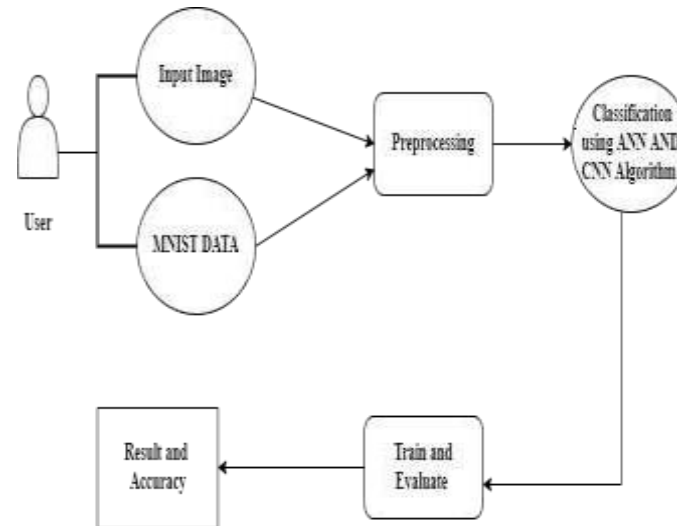 Input Image
User
MNIST DATA
Preprocessing
Classification
using ANN AND
CNN Algorithm
Train and
Evaluate
Result and
Accuracy